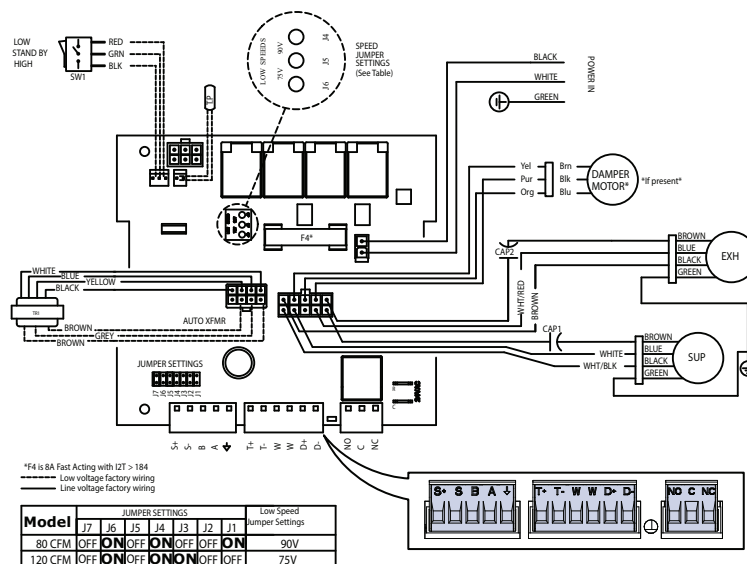 LOW
STAND BY
HIGH
SW1
RED
GRN
BLK
TP
LOW SPEEDS
75V 90V
J4
J5
J6
SPEED
JUMPER
SETTINGS
(See Table)
BLACK
WHITE
GREEN
POWER IN
Yel Brn
Pur Blk
Org Blu
DAMPER
MOTOR*
*If present*
F4*
CAP2
BROWN
BLUE
BLACK
GREEN
EXH
WHT/RED
BROWN
WHITE
BLUE
YELLOW
BLACK
TRI
BROWN
GREY
BROWN
AUTO XFMR
CAP1
WHITE
WHT/BLK
BROWN
BLUE
BLACK
GREEN
SUP
JUMPER SETTINGS
J7 J6 J5 J4 J3 J2 J1
R
C
24VAC
S+ S- B A
T+ T- W W D+ D-
NO C NC
*F4 is 8A Fast Acting with I2T > 184
Low voltage factory wiring
Line voltage factory wiring
S+ S B A
T+ T- W W D+ D-
NO C NC
Model JUMPER SETTINGS Low Speed
Jumper Settings
J7 J6 J5 J4 J3 J2 J1
80 CFM OFF ON OFF ON OFF OFF ON 90V
120 CFM OFF ON OFF ON ON OFF OFF 75V